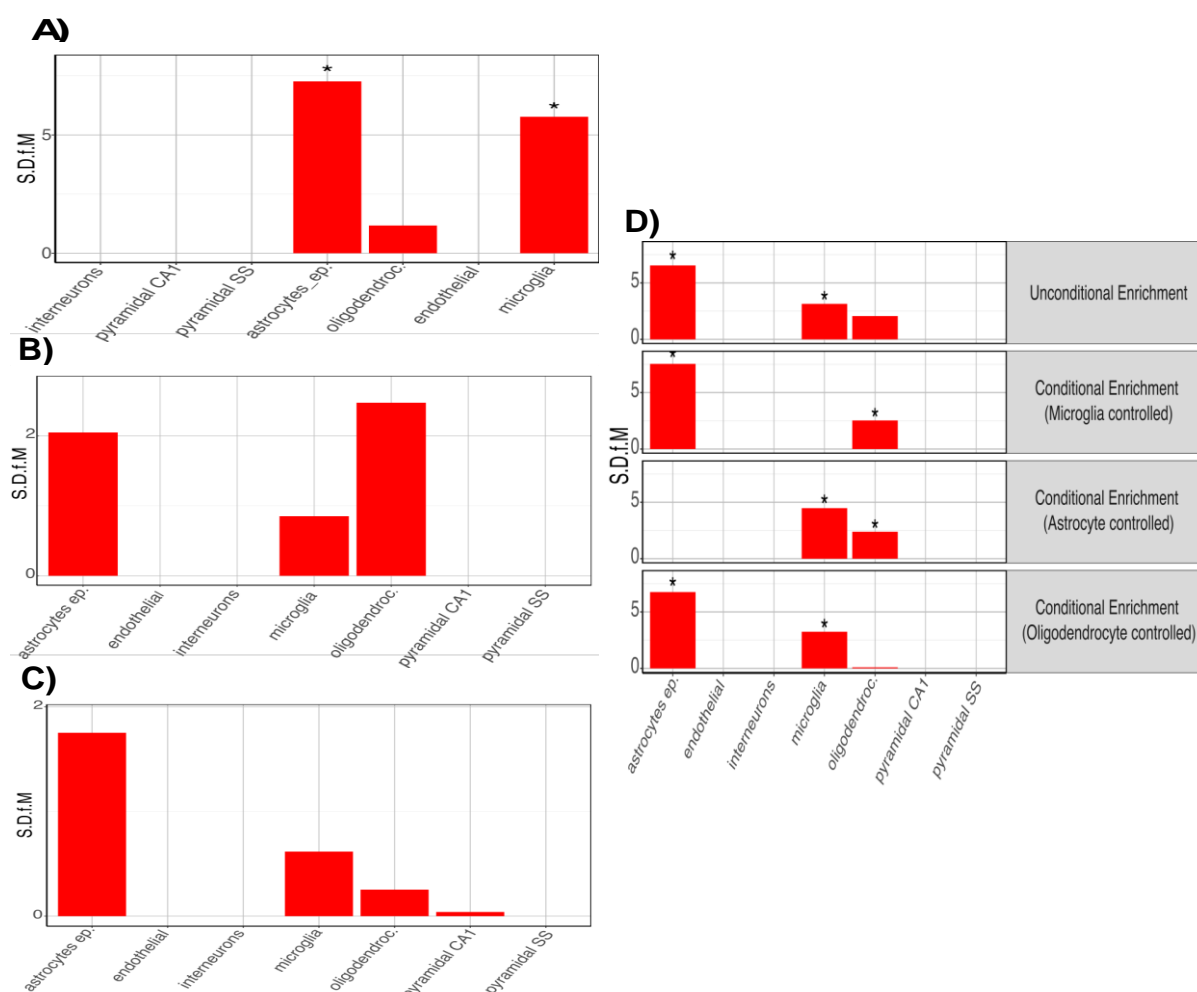 A)
S.D.f.M
5
0
*
*
interneurons
pyramidal CA1
pyramidal SS
astrocytes_ep.
oligodendroc.
endothelial
microglia
B)
S.D.f.M
2
0
astrocytes ep.
endothelial
interneurons
microglia
oligodendroc.
pyramidal CA1
pyramidal SS
C)
S.D.f.M
2
0
astrocytes ep.
endothelial
interneurons
microglia
oligodendroc.
pyramidal CA1
pyramidal SS
D)
S.D.f.M
5
0
*
*
Unconditional Enrichment
5
0
*
*
Conditional Enrichment
(Microglia controlled)
5
0
*
*
Conditional Enrichment
(Astrocyte controlled)
5
0
*
*
Conditional Enrichment
(Oligodendrocyte controlled)
astrocytes ep.
endothelial
interneurons
microglia
oligodendroc.
pyramidal CA1
pyramidal SS